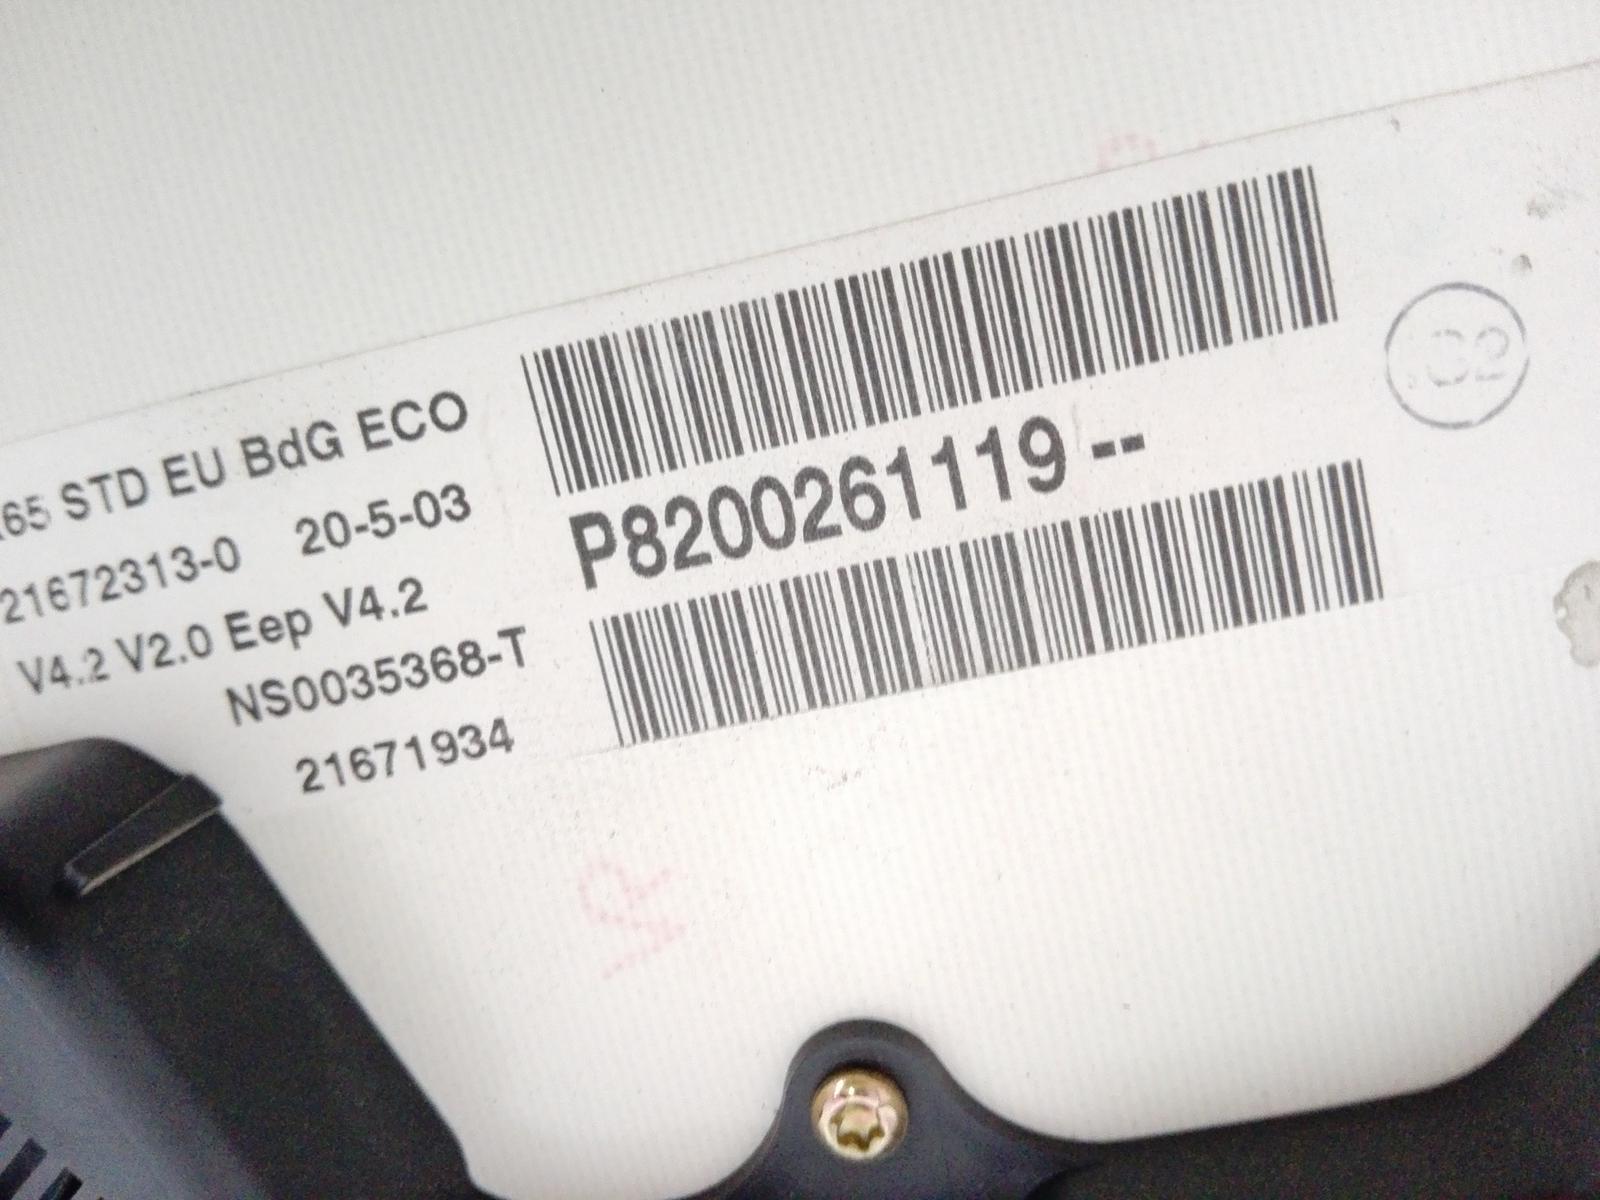 65 STD EU BdG ECO
21672313-0 20-5-03
V4.2 V2.0 Eep V4.2
NS0035368-T
21671934
P8200261119 --